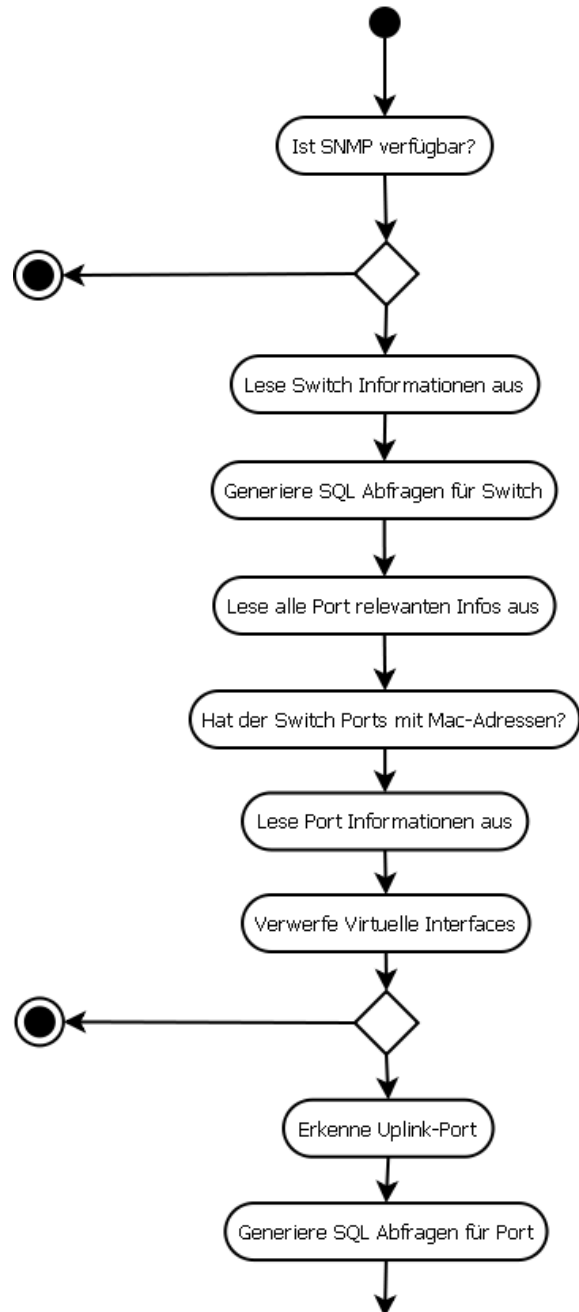 Ist SNMP verfügbar?
Lese Switch Informationen aus
Generiere SQL Abfragen für Switch
Lese alle Port relevanten Infos aus
Hat der Switch Ports mit Mac-Adressen?
Lese Port Informationen aus
Verwerfe Virtuelle Interfaces
Erkenne Uplink-Port
Generiere SQL Abfragen für Port